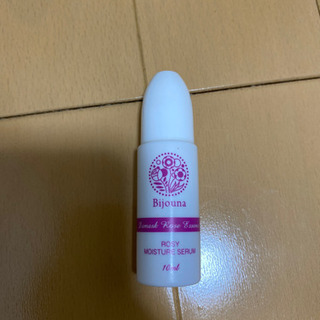 Bijouna
Damask Rose Essence
ROSY
MOISTURE SERUM
10ml